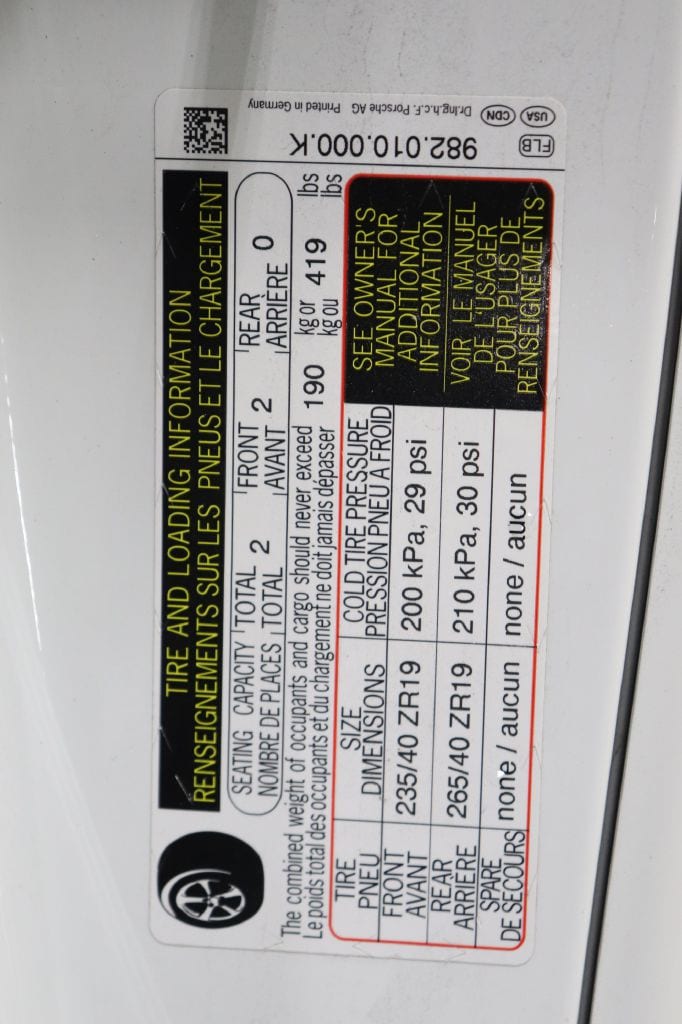 TIRE AND LOADING INFORMATION
RENSEIGNEMENTS SUR LES PNEUS ET LE CHARGEMENT
SEATING CAPACITY TOTAL 2 FRONT 2 REAR 0
NOMBRE DE PLACES TOTAL AVANT ARRIÈRE
The combined weight of occupants and cargo should never exceed 190 kg or 419 lbs
Le poids total des occupants et du chargement ne doit jamais dépasser kg ou lbs
TIRE SIZE COLD TIRE PRESSURE
PNEU DIMENSIONS PRESSION PNEU A FROID
FRONT 235/40 ZR19 200 kPa, 29 psi
AVANT
REAR 265/40 ZR19 210 kPa, 30 psi
ARRIÈRE
SPARE none / aucun none / aucun
DE SECOURS
SEE OWNER'S
MANUAL FOR
ADDITIONAL
INFORMATION
VOIR LE MANUEL
DE L'USAGER
POUR PLUS DE
RENSEIGNEMENTS
FLB 982.010.000.K
USA CDN Dr.Ing.h.c.F. Porsche AG Printed in Germany